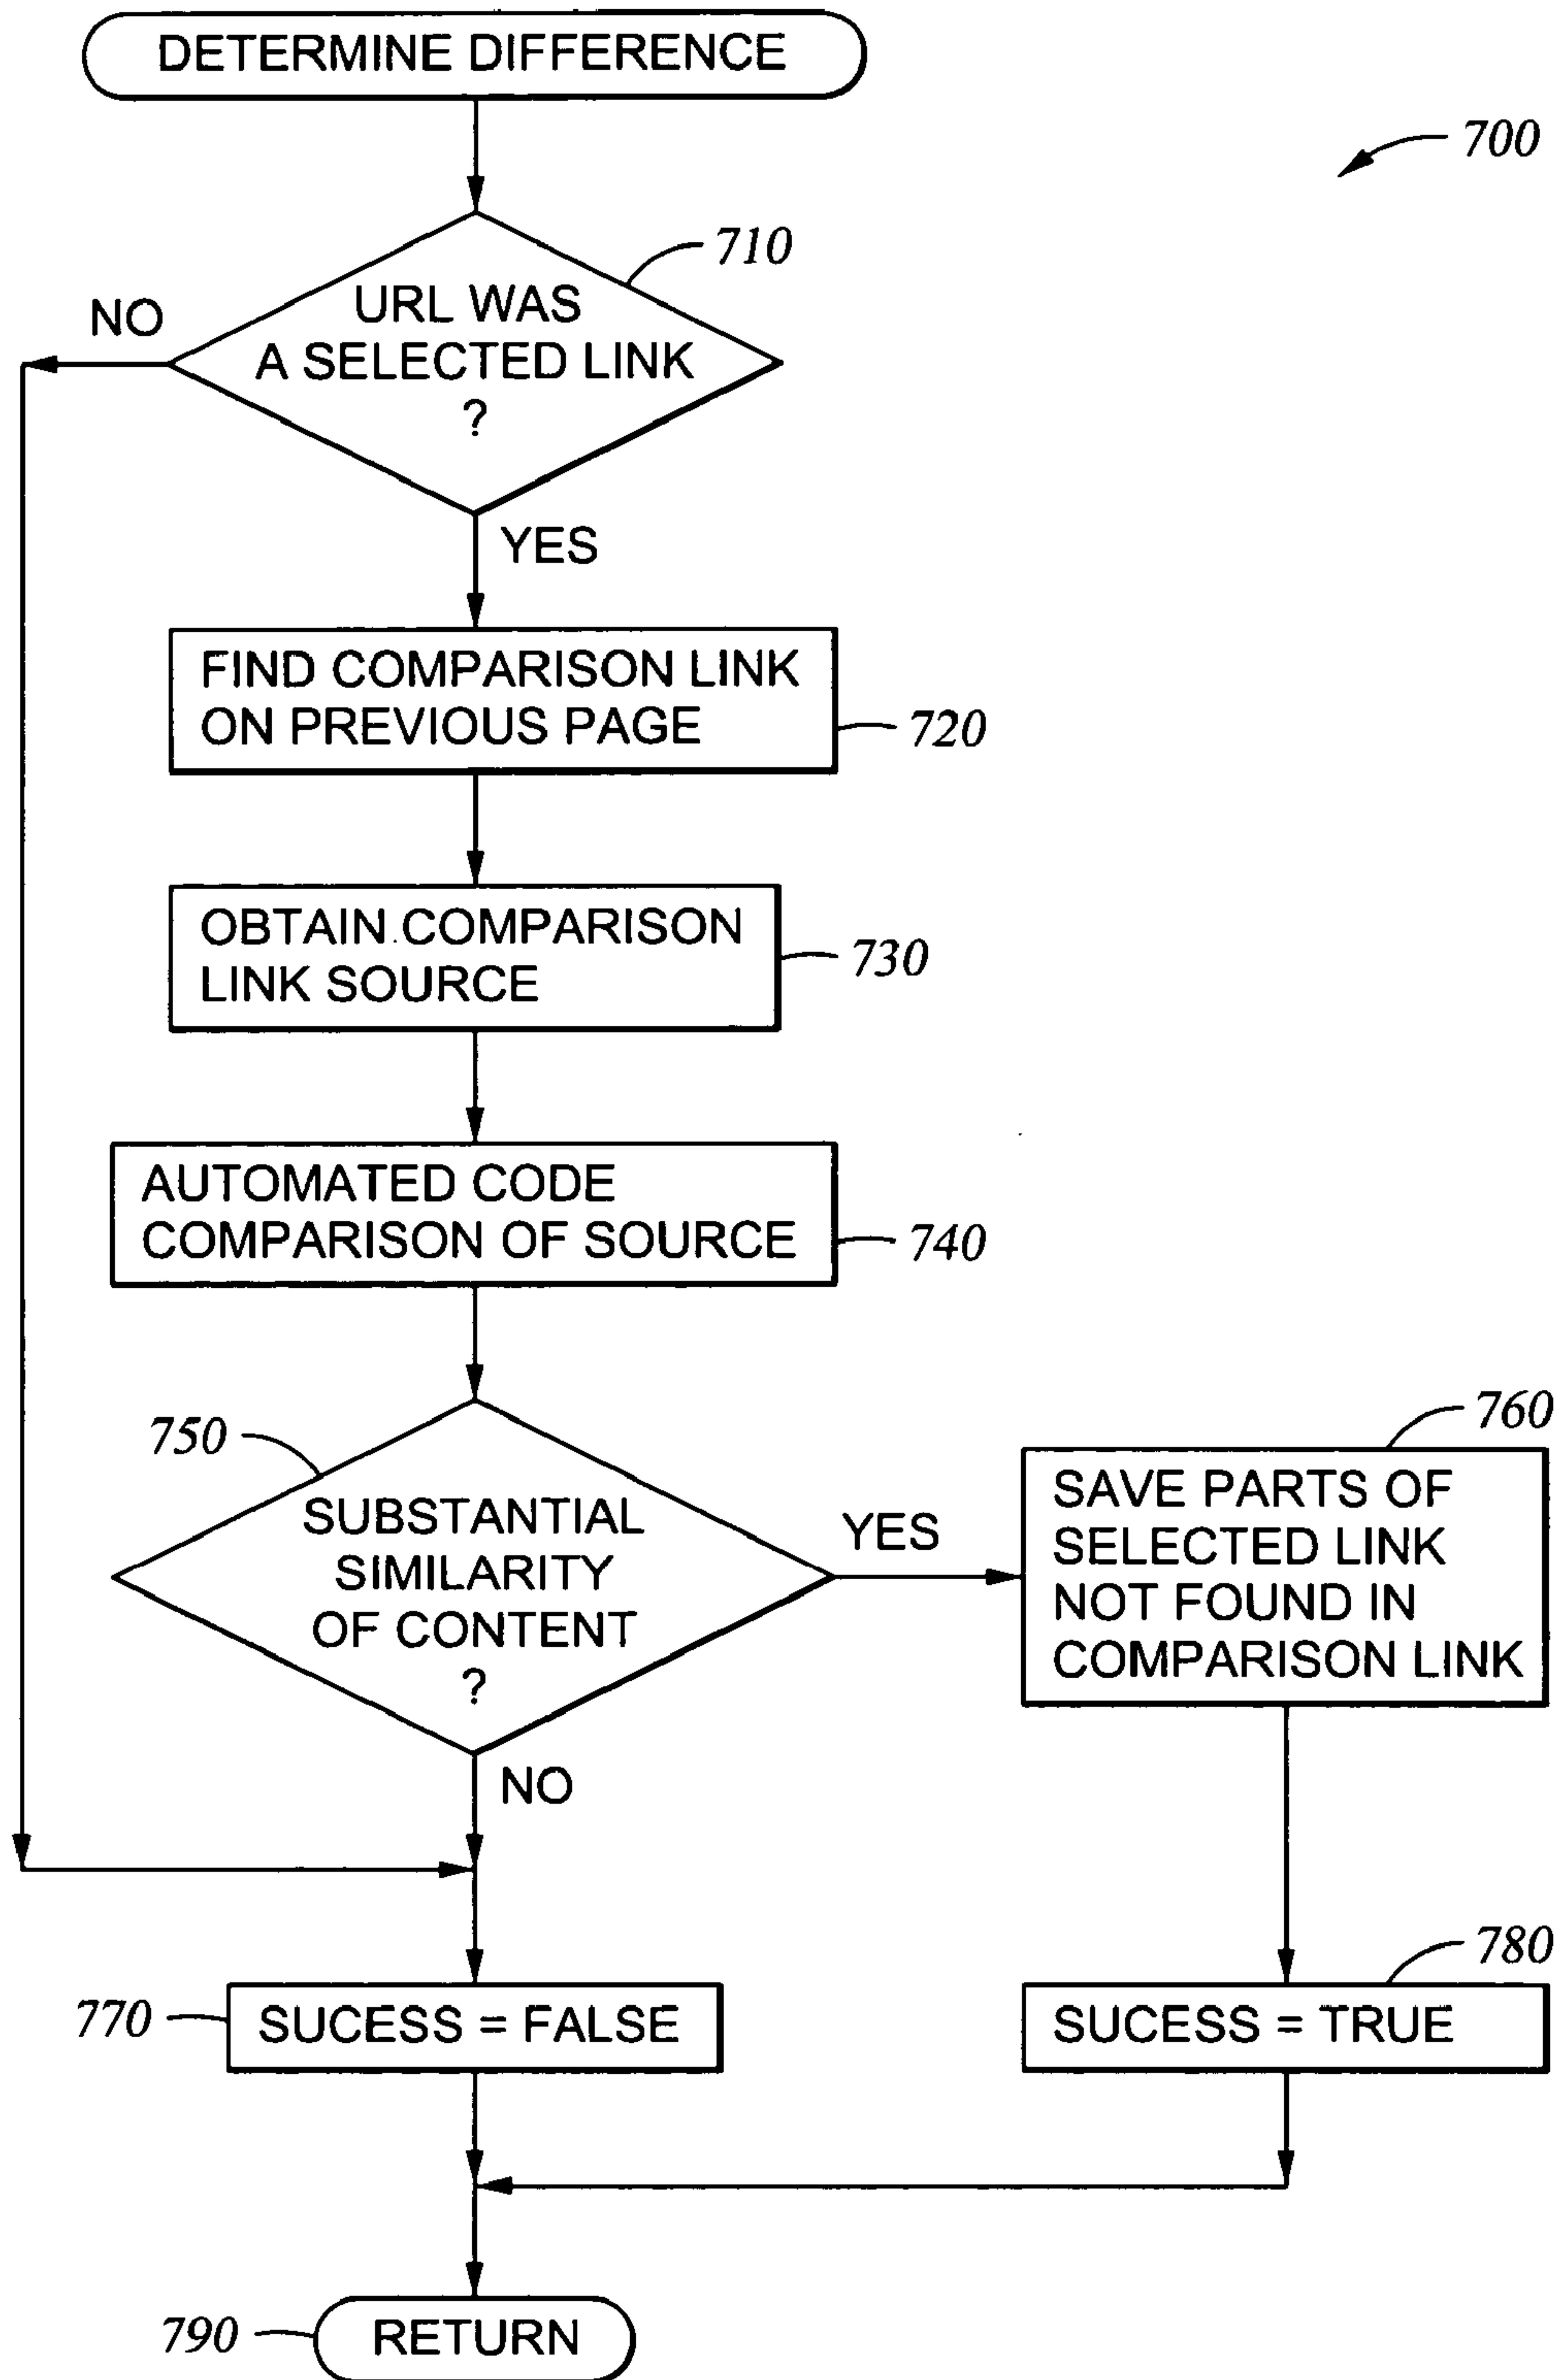 DETERMINE DIFFERENCE
700
710
URL WAS
A SELECTED LINK
?
NO
YES
FIND COMPARISON LINK
ON PREVIOUS PAGE
720
OBTAIN COMPARISON
LINK SOURCE
730
AUTOMATED CODE
COMPARISON OF SOURCE
740
750
SUBSTANTIAL
SIMILARITY
OF CONTENT
?
YES
NO
760
SAVE PARTS OF
SELECTED LINK
NOT FOUND IN
COMPARISON LINK
770
SUCESS = FALSE
780
SUCESS = TRUE
790
RETURN